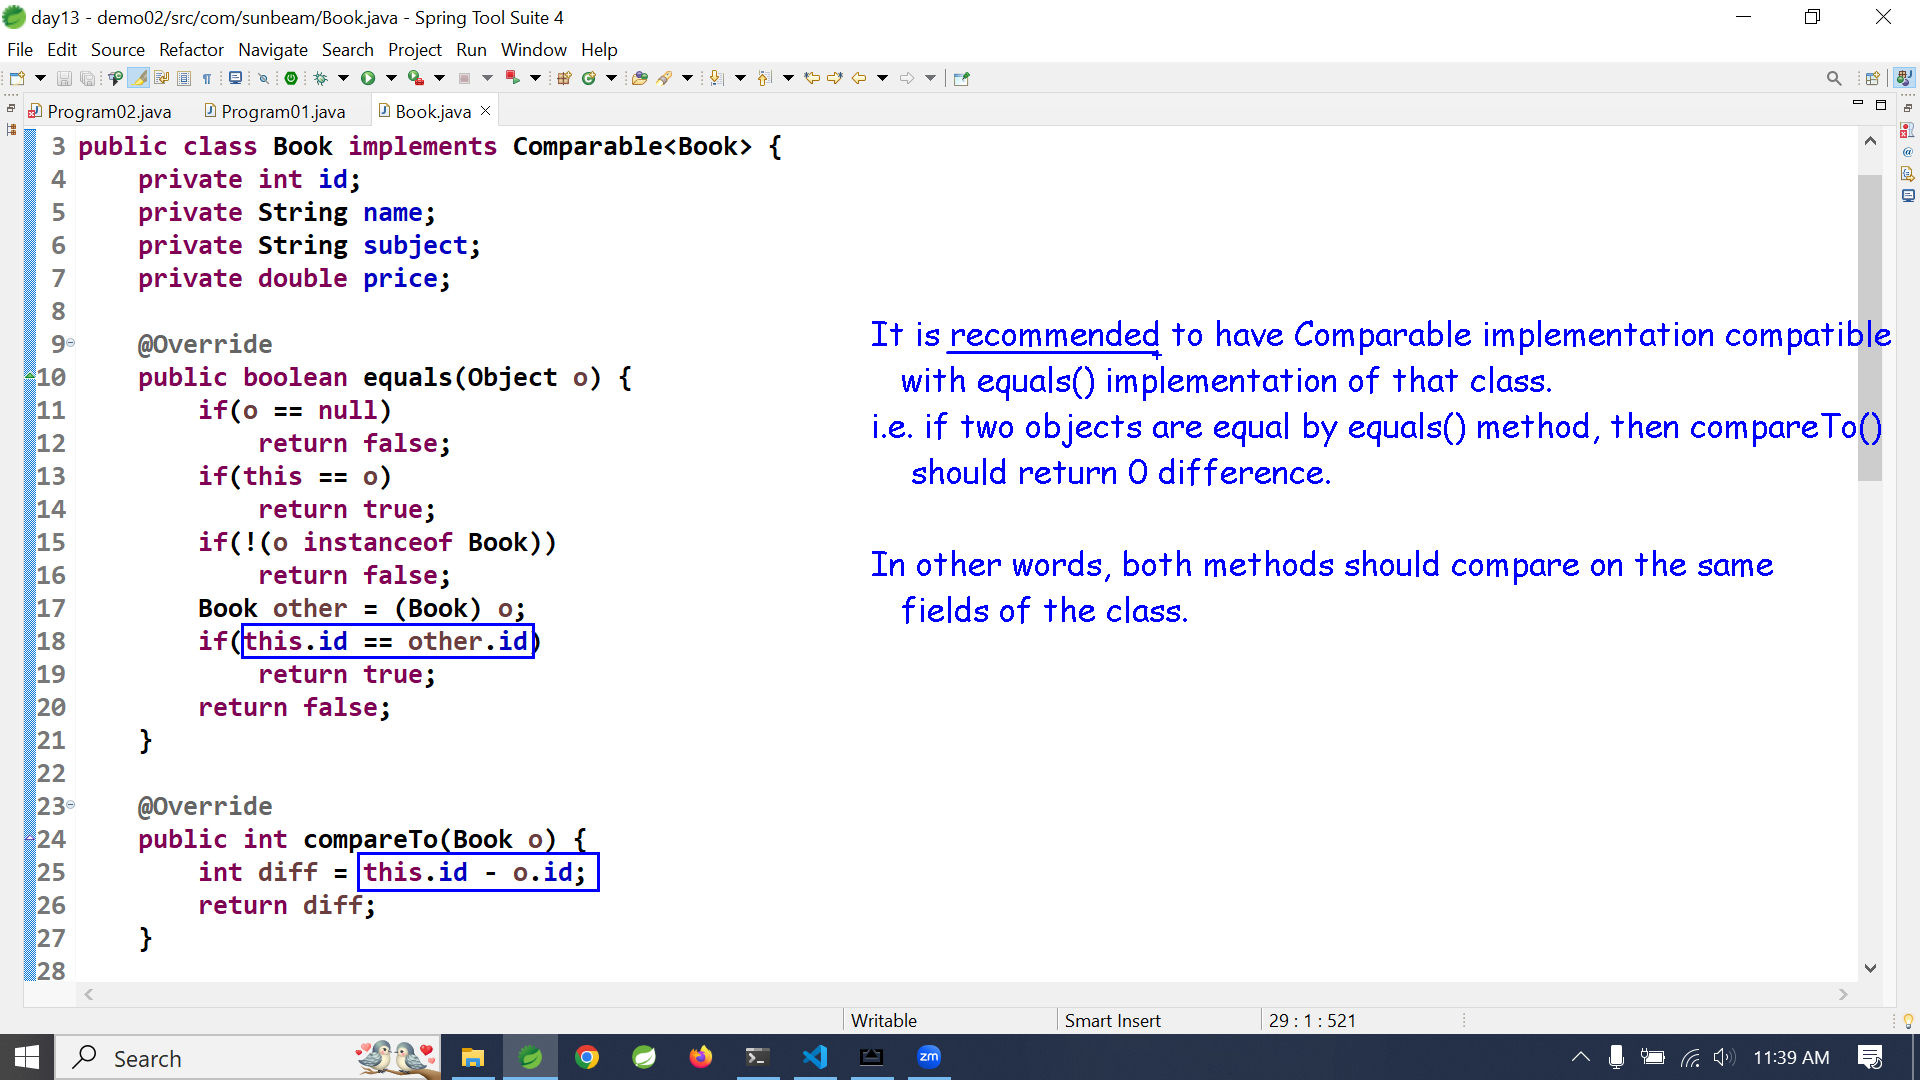 day13 - demo02/src/com/sunbeam/Book.java - Spring Tool Suite 4
File Edit Source Refactor Navigate Search Project Run Window Help
Program02.java Program01.java Book.java
3 public class Book implements Comparable<Book> {
4 private int id;
5 private String name;
6 private String subject;
7 private double price;
8
9 @Override
10 public boolean equals(Object o) {
11 if(o == null)
12 return false;
13 if(this == o)
14 return true;
15 if(!(o instanceof Book))
16 return false;
17 Book other = (Book) o;
18 if(this.id == other.id)
19 return true;
20 return false;
21 }
22
23 @Override
24 public int compareTo(Book o) {
25 int diff = this.id - o.id;
26 return diff;
27 }
28
It is recommended to have Comparable implementation compatible
with equals() implementation of that class.
i.e. if two objects are equal by equals() method, then compareTo()
should return 0 difference.
In other words, both methods should compare on the same
fields of the class.
Writable Smart Insert 29 : 1 : 521
Search zm 11:39 AM